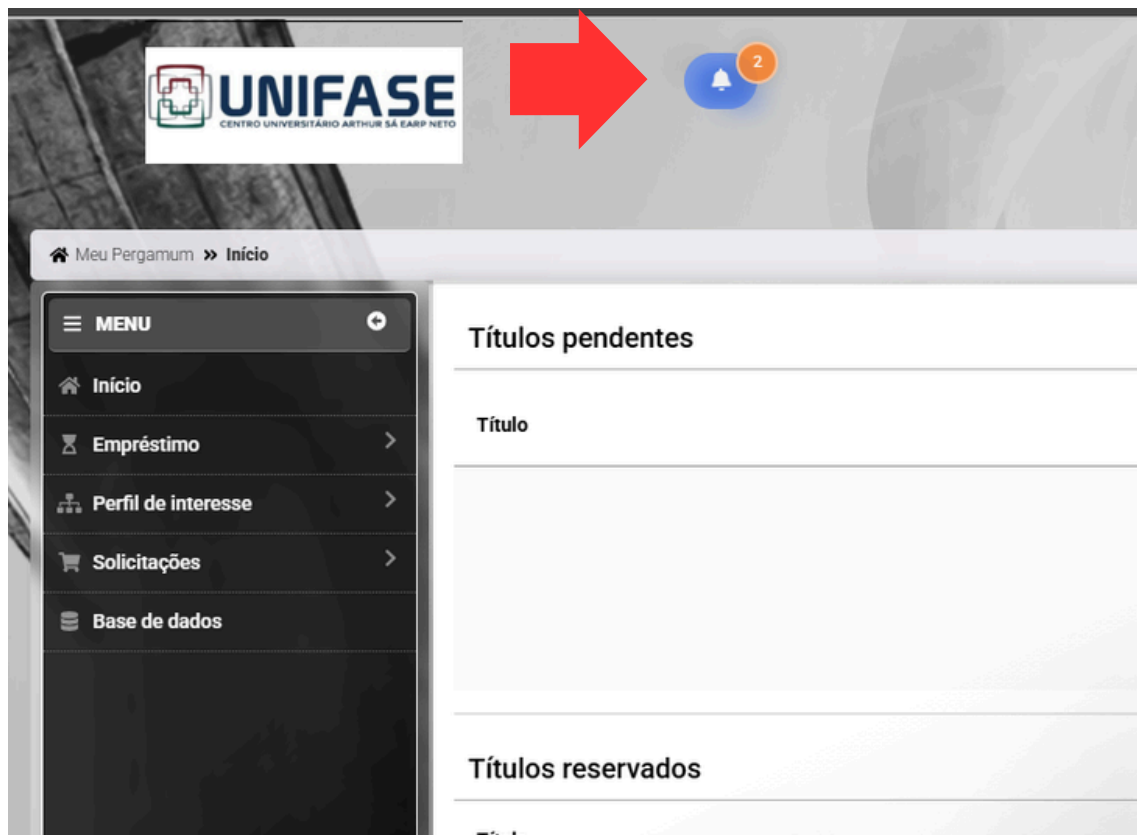 UNIFASE
CENTRO UNIVERSITÁRIO ARTHUR SÁ EARP NETO
2
Meu Pergamum » Início
MENU
Início
Empréstimo
Perfil de interesse
Solicitações
Base de dados
Títulos pendentes
Título
Títulos reservados